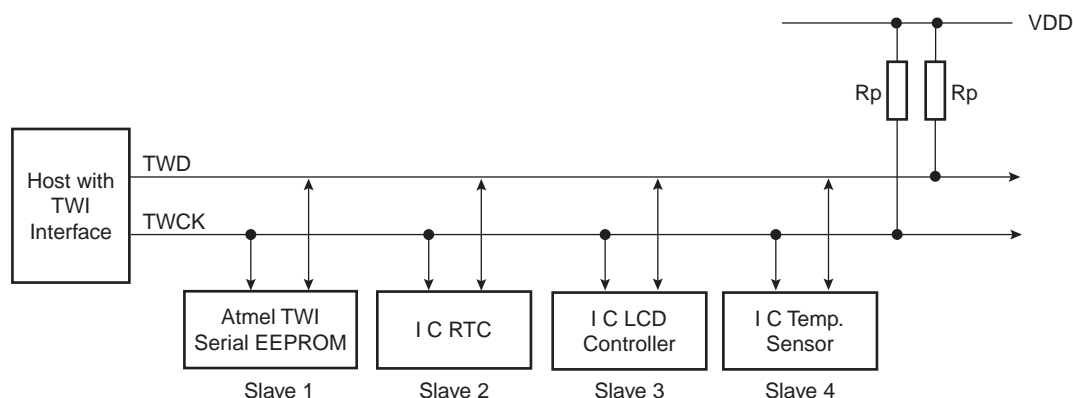 VDD
Rp Rp
Host with
TWI
Interface
TWD
TWCK
Atmel TWI
Serial EEPROM
I C RTC
I C LCD
Controller
I C Temp.
Sensor
Slave 1 Slave 2 Slave 3 Slave 4